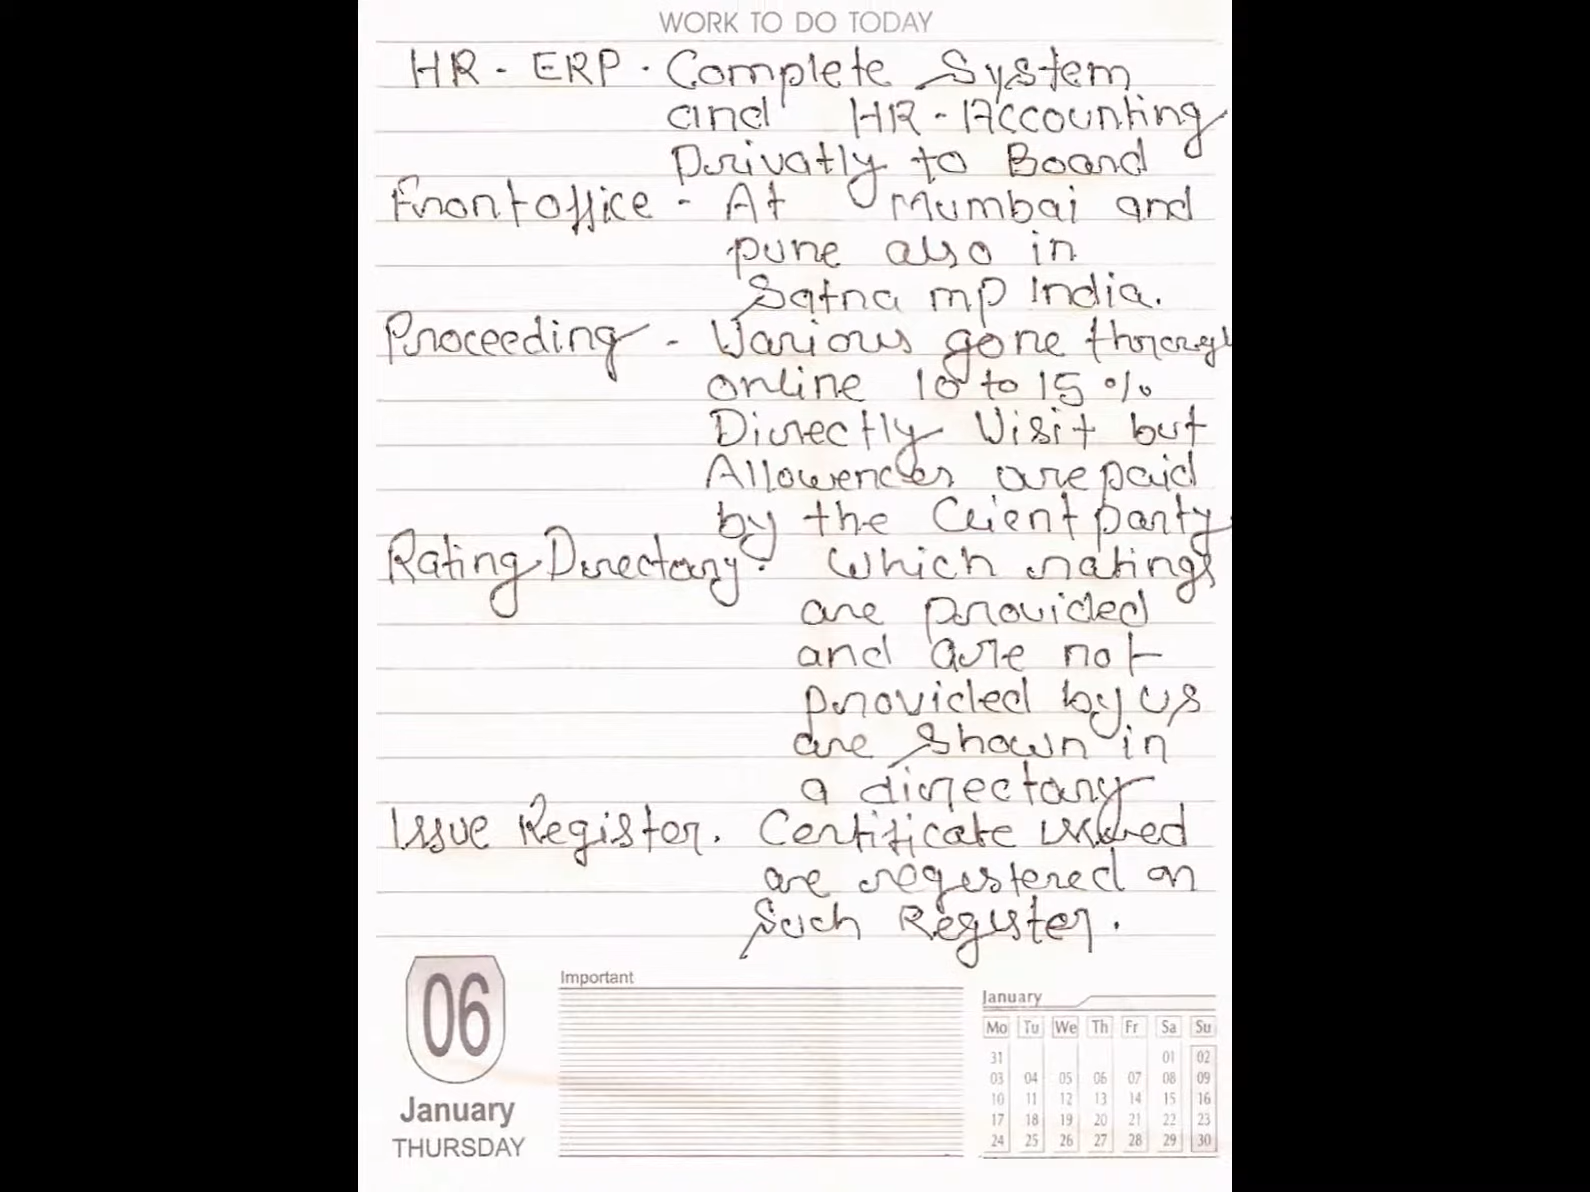 WORK TO DO TODAY
HR - ERP - Complete System
and HR - Accounting
Privatly to Board
Frontoffice - At Mumbai and
pune also in
Satna mp India.
Proceeding - Various gone through
online 10 to 15 %
Directly Visit but
Allowences are paid
by the Client party
Rating Directory. Which ratings
are provided
and are not
provided by us
are shown in
a directory
Issue Register. Certificate issued
are registered on
Such Register.
06
January
THURSDAY
Important
January
Mo Tu We Th Fr Sa Su
31 01 02
03 04 05 06 07 08 09
10 11 12 13 14 15 16
17 18 19 20 21 22 23
24 25 26 27 28 29 30